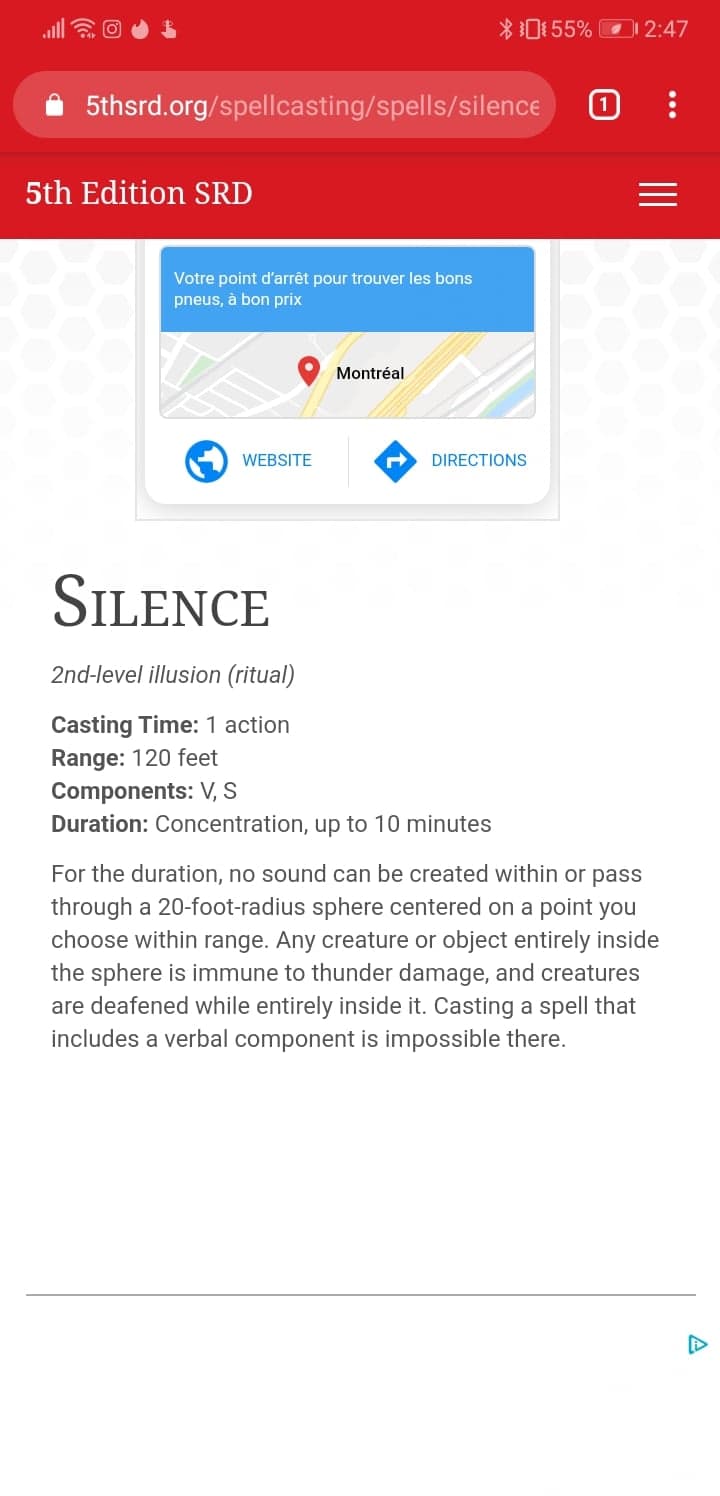 55% 2:47
5thsrd.org/spellcasting/spells/silence
1
5th Edition SRD
Votre point d'arrêt pour trouver les bons
pneus, à bon prix
Montréal
WEBSITE DIRECTIONS
SILENCE
2nd-level illusion (ritual)
Casting Time: 1 action
Range: 120 feet
Components: V, S
Duration: Concentration, up to 10 minutes
For the duration, no sound can be created within or pass
through a 20-foot-radius sphere centered on a point you
choose within range. Any creature or object entirely inside
the sphere is immune to thunder damage, and creatures
are deafened while entirely inside it. Casting a spell that
includes a verbal component is impossible there.